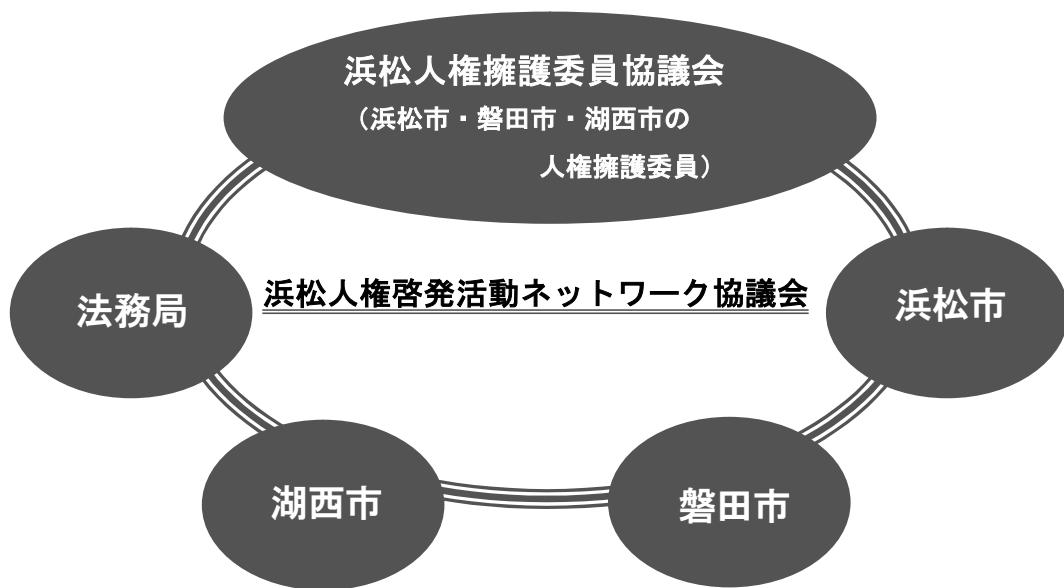 浜松人権擁護委員協議会
（浜松市・磐田市・湖西市の
人権擁護委員）
法務局
浜松人権啓発活動ネットワーク協議会
浜松市
湖西市
磐田市